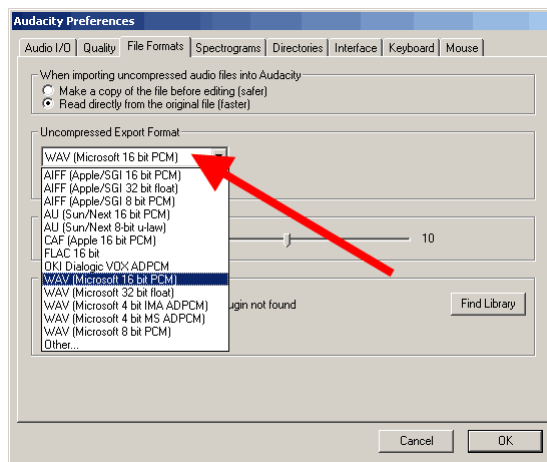 Audacity Preferences
Audio I/O Quality File Formats Spectrograms Directories Interface Keyboard Mouse
When importing uncompressed audio files into Audacity
Make a copy of the file before editing (safer)
Read directly from the original file (faster)
Uncompressed Export Format
WAV (Microsoft 16 bit PCM)
AIFF (Apple/SGI 16 bit PCM)
AIFF (Apple/SGI 32 bit float)
AIFF (Apple/SGI 8 bit PCM)
AU (Sun/Next 16 bit PCM)
AU (Sun/Next 8-bit u-law)
CAF (Apple 16 bit PCM)
10
FLAC 16 bit
OKI Dialogic VOX ADPCM
WAV (Microsoft 16 bit PCM)
WAV (Microsoft 32 bit float)
WAV (Microsoft 4 bit IMA ADPCM) not found Find Library
WAV (Microsoft 4 bit MS ADPCM)
WAV (Microsoft 8 bit PCM)
Other...
Cancel OK